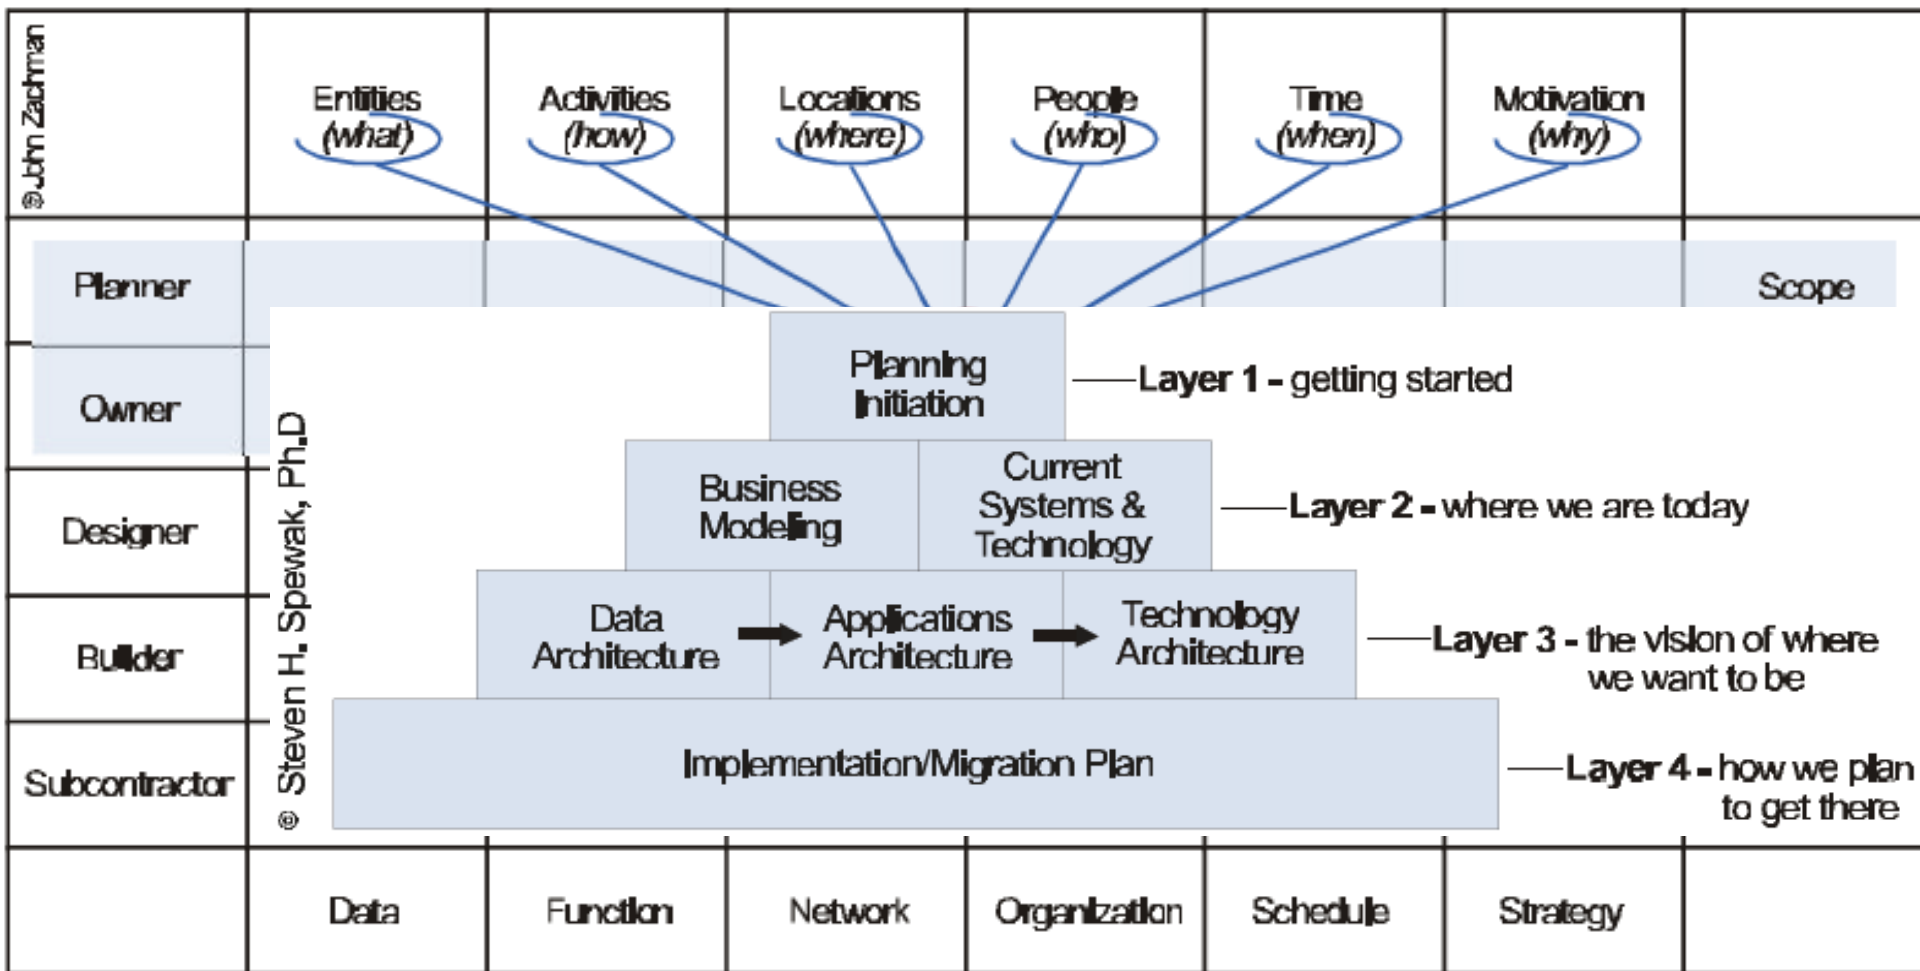 © John Zachman
Entities
(what)
Activities
(how)
Locations
(where)
People
(who)
Time
(when)
Motivation
(why)
Planner
Scope
Owner
Designer
Builder
Subcontractor
© Steven H. Spewak, Ph.D
Planning
Initiation
Layer 1 - getting started
Business
Modelling
Current
Systems &
Technology
Layer 2 - where we are today
Data
Architecture
Applications
Architecture
Technology
Architecture
Layer 3 - the vision of where
we want to be
Implementation/Migration Plan
Layer 4 - how we plan
to get there
Data
Function
Network
Organization
Schedule
Strategy